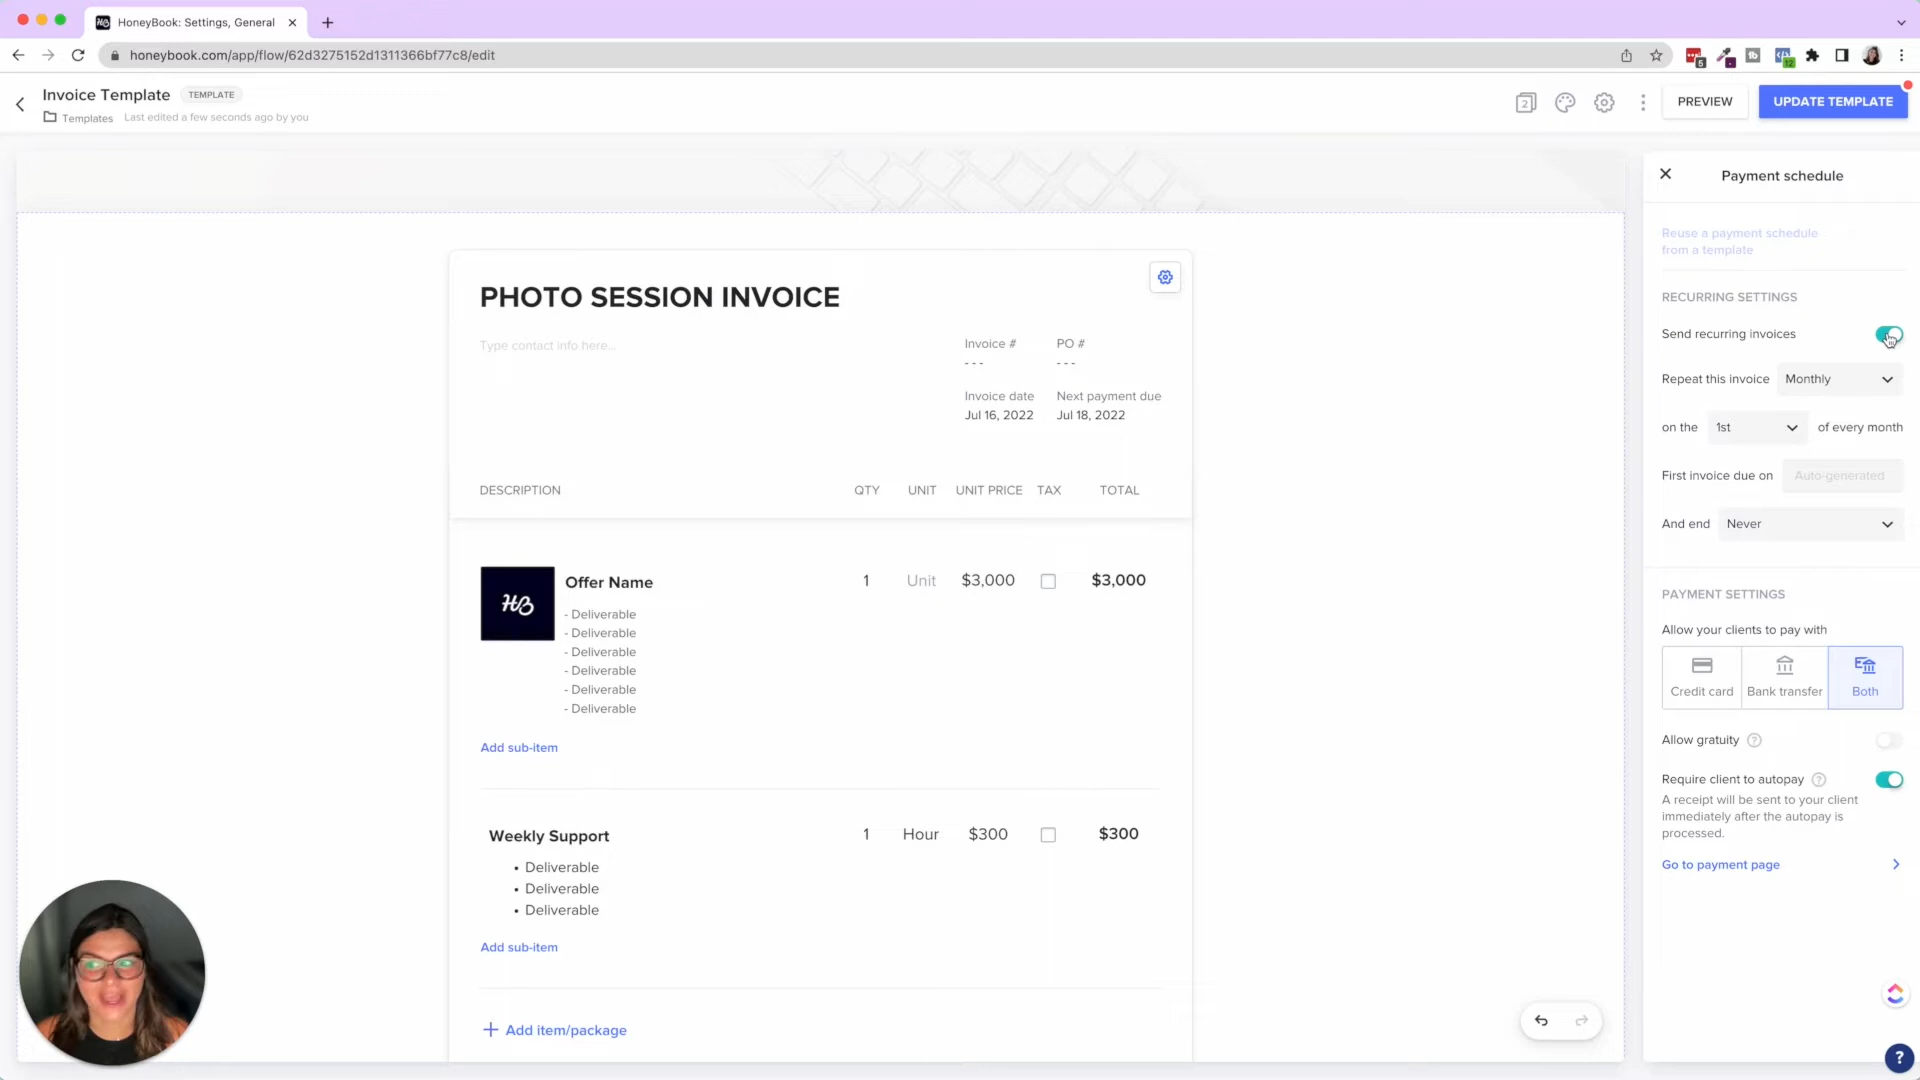 HoneyBook: Settings, General
honeybook.com/app/flow/62d3275152d1311366bf77c8/edit
5
12
Invoice Template
TEMPLATE
Templates
Last edited a few seconds ago by you
2
PREVIEW
UPDATE TEMPLATE
PHOTO SESSION INVOICE
Type contact info here...
Invoice # PO #
--- ---
Invoice date Next payment due
Jul 16, 2022 Jul 18, 2022
DESCRIPTION QTY UNIT UNIT PRICE TAX TOTAL
HB
Offer Name 1 Unit $3,000 $3,000
- Deliverable
- Deliverable
- Deliverable
- Deliverable
- Deliverable
- Deliverable
Add sub-item
Weekly Support 1 Hour $300 $300
• Deliverable
• Deliverable
• Deliverable
Add sub-item
+ Add item/package
Payment schedule
Reuse a payment schedule
from a template
RECURRING SETTINGS
Send recurring invoices
Repeat this invoice Monthly
on the 1st of every month
First invoice due on Auto-generated
And end Never
PAYMENT SETTINGS
Allow your clients to pay with
Credit card Bank transfer Both
Allow gratuity ?
Require client to autopay ?
A receipt will be sent to your client
immediately after the autopay is
processed.
Go to payment page
?